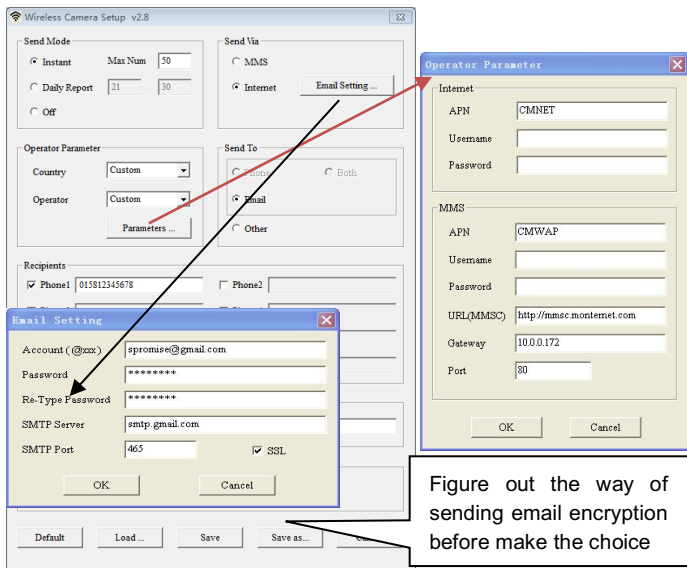 Wireless Camera Setup v2.8
Send Mode
Instant Max Num 50
Daily Report 21 : 30
Off
Send Via
MMS
Internet Email Setting ...
Operator Parameter
Country Custom
Operator Custom
Parameters ...
Send To
Phone Both
Email
Other
Recipients
Phone1 015812345678 Phone2
Email Setting
Account(@xxx) spromise@gmail.com
Password ********
Re-Type Password ********
SMTP Server smtp.gmail.com
SMTP Port 465 SSL
OK Cancel
Default Load ... Save Save as...
Operator Parameter
Internet
APN CMNET
Username
Password
MMS
APN CMWAP
Username
Password
URL(MMSC) http://mmsc.monternet.com
Gateway 10.0.0.172
Port 80
OK Cancel
Figure out the way of
sending email encryption
before make the choice